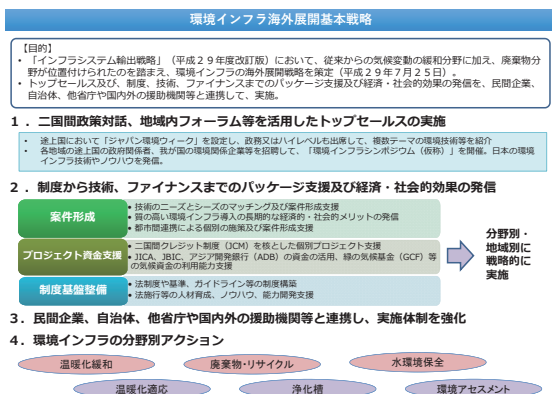 環境インフラ海外展開基本戦略
【目的】
・ 「インフラシステム輸出戦略」（平成２９年度改訂版）において、従来からの気候変動の緩和分野に加え、廃棄物分
野が位置付けられたのを踏まえ、環境インフラの海外展開戦略を策定（平成２９年７月２５日）。
・ トップセールス及び、制度、技術、ファイナンスまでのパッケージ支援及び経済・社会的効果の発信を、民間企業、
自治体、他省庁や国内外の援助機関等と連携して、実施。
１．二国間政策対話、地域内フォーラム等を活用したトップセールスの実施
・ 途上国において「ジャパン環境ウィーク」を設定し、政務又はハイレベルも出席して、複数テーマの環境技術等を紹介
・ 各地域の途上国の政府関係者、我が国の環境関係企業等を招聘して、「環境インフラシンポジウム（仮称）」を開催。日本の環境
インフラ技術やノウハウを発信。
２．制度から技術、ファイナンスまでのパッケージ支援及び経済・社会的効果の発信
案件形成
• 技術のニーズとシーズのマッチング及び案件形成支援
• 質の高い環境インフラ導入の長期的な経済的・社会的メリットの発信
• 都市間連携による個別の施策及び案件形成支援
プロジェクト資金支援
• 二国間クレジット制度（JCM）を核とした個別プロジェクト支援
• JICA、JBIC、アジア開発銀行（ADB）の資金の活用、緑の気候基金（GCF）等
の気候資金の利用能力支援
制度基盤整備
• 法制度や基準、ガイドライン等の制度構築
• 法施行等の人材育成、ノウハウ、能力開発支援
分野別・
地域別に
戦略的に
実施
３．民間企業、自治体、他省庁や国内外の援助機関等と連携し、実施体制を強化
４．環境インフラの分野別アクション
温暖化緩和
廃棄物・リサイクル
水環境保全
温暖化適応
浄化槽
環境アセスメント